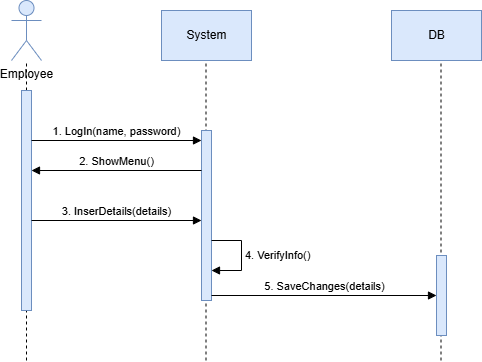 System
DB
Employee
1. LogIn(name, password)
2. ShowMenu()
3. InserDetails(details)
4. VerifyInfo()
5. SaveChanges(details)